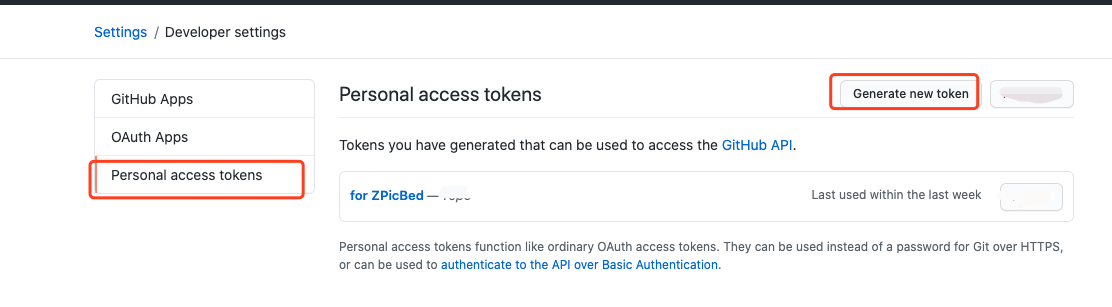 Settings / Developer settings
GitHub Apps
OAuth Apps
Personal access tokens
Personal access tokens
Generate new token
Tokens you have generated that can be used to access the GitHub API.
for ZPicBed —
Last used within the last week
Personal access tokens function like ordinary OAuth access tokens. They can be used instead of a password for Git over HTTPS,
or can be used to authenticate to the API over Basic Authentication.